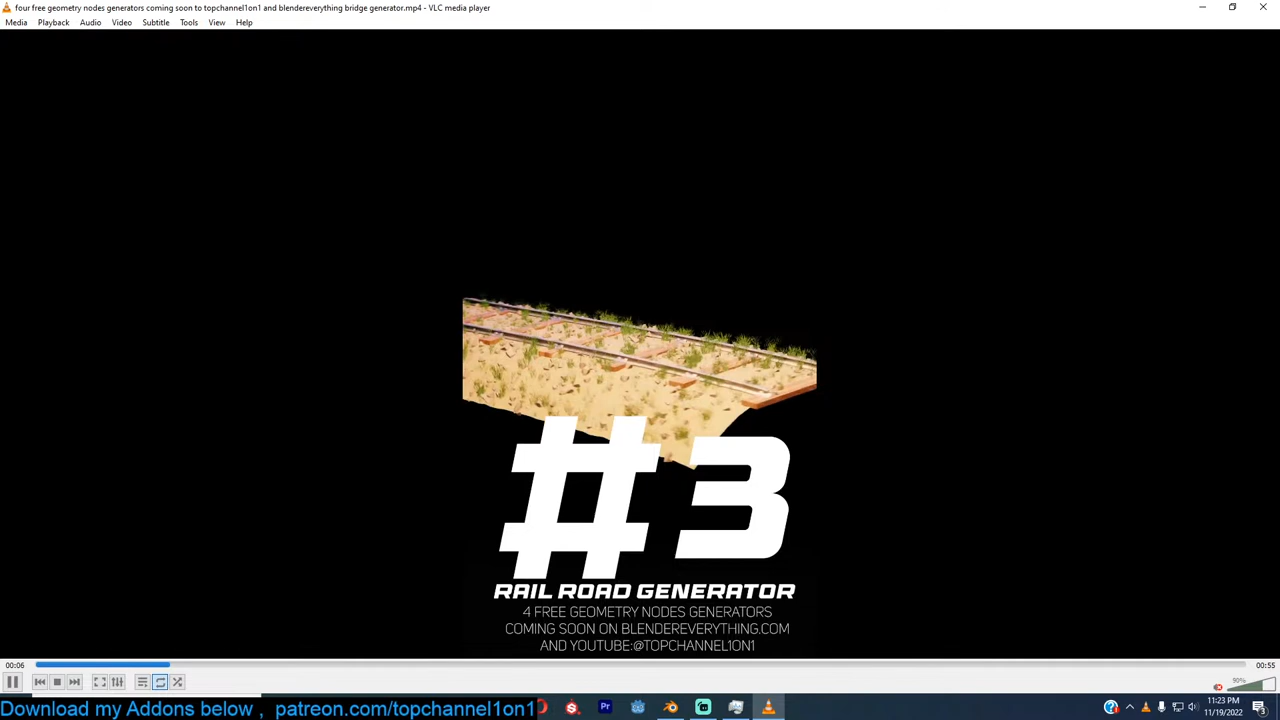 four free geometry nodes generators coming soon to topchannel1on1 and blendereverything bridge generator.mp4 - VLC media player
Media Playback Audio Video Subtitle Tools View Help
#3
RAIL ROAD GENERATOR
4 FREE GEOMETRY NODES GENERATORS
COMING SOON ON BLENDEREVERYTHING.COM
AND YOUTUBE:@TOPCHANNEL1ON1
00:06 00:55
90%
Download my Addons below , patreon.com/topchannel1on1
Pr
11:23 PM
11/19/2022
3